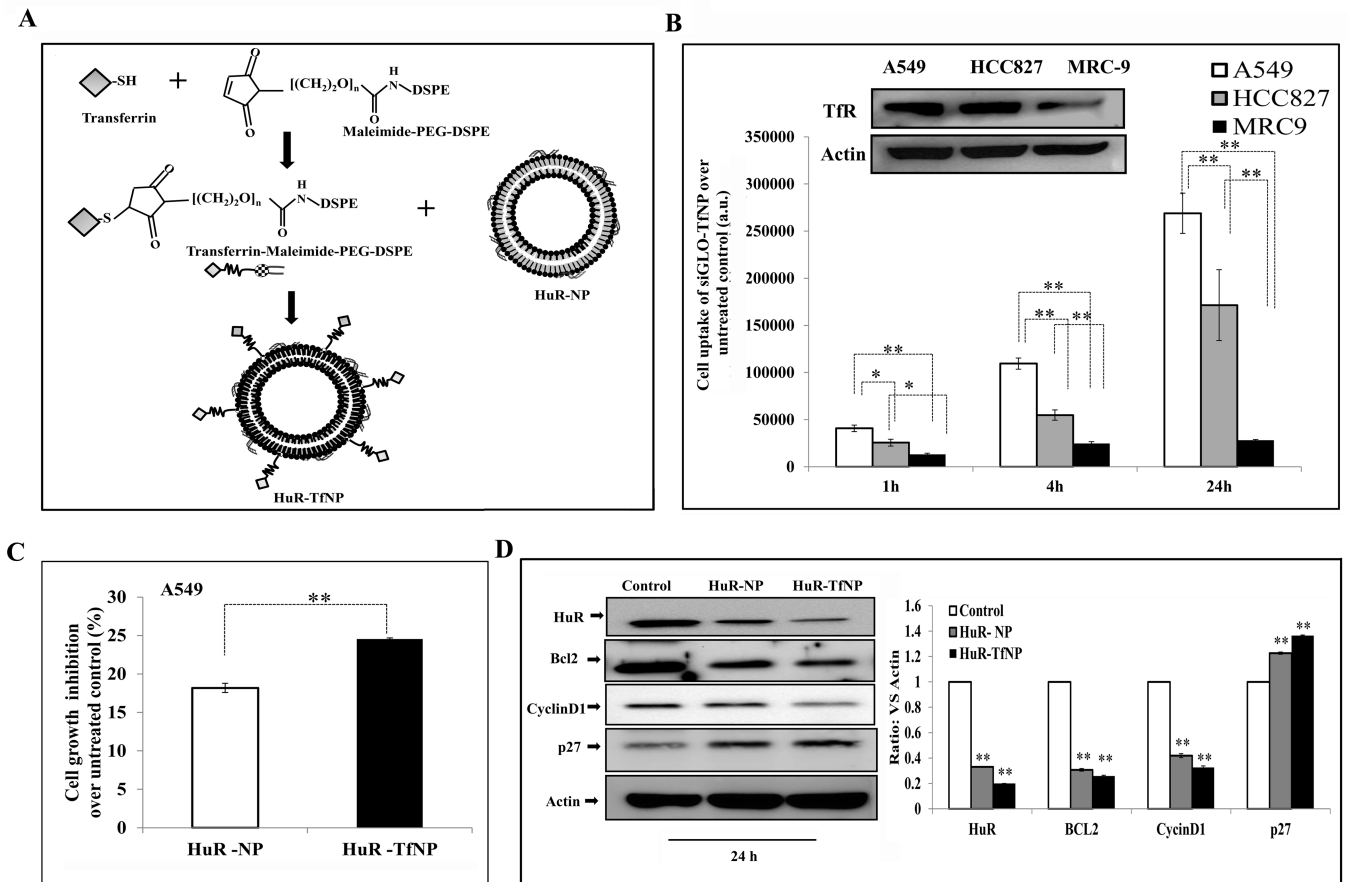 A
-SH
+
O
O
[(CH2)2O]n
O
H
N
DSPE
Transferrin
Maleimide-PEG-DSPE
S
O
O
[(CH2)2O]n
O
H
N
DSPE
+
Transferrin-Maleimide-PEG-DSPE
HuR-NP
HuR-TfNP
B
A549 HCC827 MRC-9
TfR
Actin
A549
HCC827
MRC9
Cell uptake of siGLO-TfNP over
untreated control (a.u.)
350000
300000
250000
200000
150000
100000
50000
0
**
*
*
**
**
**
**
**
**
1h 4h 24h
C
A549
**
Cell growth inhibition
over untreated control (%)
30
25
20
15
10
5
0
HuR -NP HuR -TfNP
D
Control HuR-NP HuR-TfNP
HuR
Bcl2
CyclinD1
p27
Actin
24 h
Control
HuR- NP
HuR-TfNP
Ratio: VS Actin
1.6
1.4
1.2
1
0.8
0.6
0.4
0.2
0
** **
** **
** **
** **
HuR BCL2 CycinD1 p27